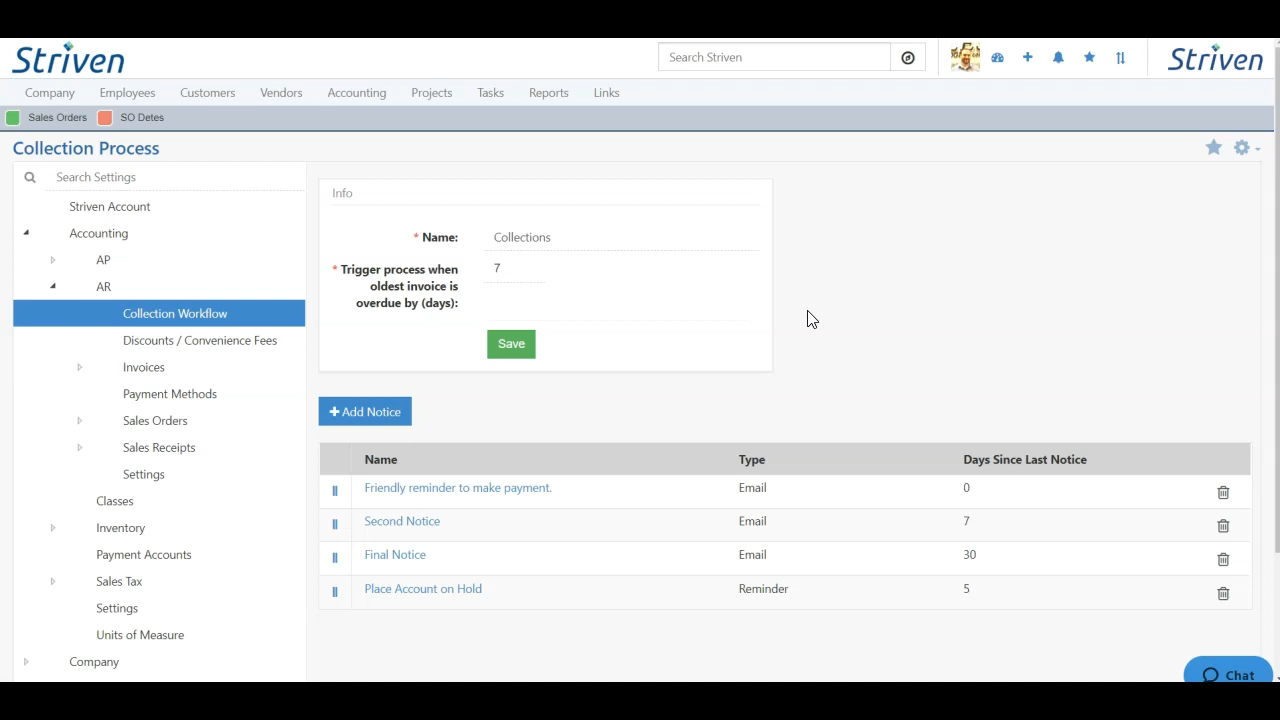 Striven
Search Striven
Striven
Company Employees Customers Vendors Accounting Projects Tasks Reports Links
Sales Orders SO Detes
Collection Process
Search Settings
Striven Account
Accounting
AP
AR
Collection Workflow
Discounts / Convenience Fees
Invoices
Payment Methods
Sales Orders
Sales Receipts
Settings
Classes
Inventory
Payment Accounts
Sales Tax
Settings
Units of Measure
Company
Info
* Name: Collections
* Trigger process when 7
oldest invoice is
overdue by (days):
Save
+ Add Notice
Name Type Days Since Last Notice
Friendly reminder to make payment. Email 0
Second Notice Email 7
Final Notice Email 30
Place Account on Hold Reminder 5
Chat